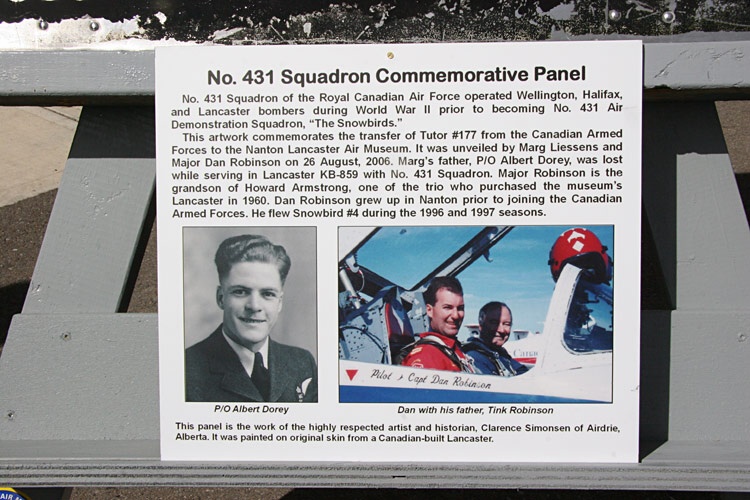 No. 431 Squadron Commemorative Panel
No. 431 Squadron of the Royal Canadian Air Force operated Wellington, Halifax,
and Lancaster bombers during World War II prior to becoming No. 431 Air
Demonstration Squadron, “The Snowbirds.”
This artwork commemorates the transfer of Tutor #177 from the Canadian Armed
Forces to the Nanton Lancaster Air Museum. It was unveiled by Marg Liessens and
Major Dan Robinson on 26 August, 2006. Marg's father, P/O Albert Dorey, was lost
while serving in Lancaster KB-859 with No. 431 Squadron. Major Robinson is the
grandson of Howard Armstrong, one of the trio who purchased the museum's
Lancaster in 1960. Dan Robinson grew up in Nanton prior to joining the Canadian
Armed Forces. He flew Snowbird #4 during the 1996 and 1997 seasons.
Pilot Capt Dan Robinson
P/O Albert Dorey
Dan with his father, Tink Robinson
This panel is the work of the highly respected artist and historian, Clarence Simonsen of Airdrie,
Alberta. It was painted on original skin from a Canadian-built Lancaster.